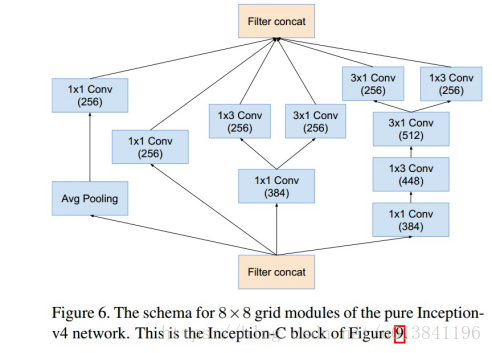 Filter concat
1x1 Conv
(256)
3x1 Conv
(256)
1x3 Conv
(256)
1x3 Conv
(256)
3x1 Conv
(256)
3x1 Conv
(512)
1x1 Conv
(256)
1x3 Conv
(448)
1x1 Conv
(384)
Avg Pooling
1x1 Conv
(384)
Filter concat
Figure 6. The schema for 8×8 grid modules of the pure Inception-
v4 network. This is the Inception-C block of Figure 9.